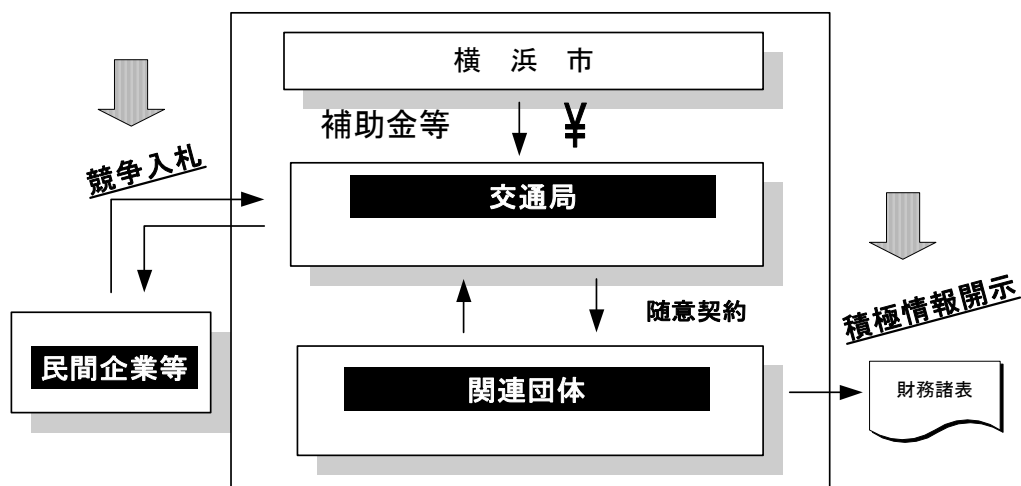 横 浜 市
補助金等 ¥
競争入札
交通局
積極情報開示
随意契約
民間企業等
関連団体
財務諸表